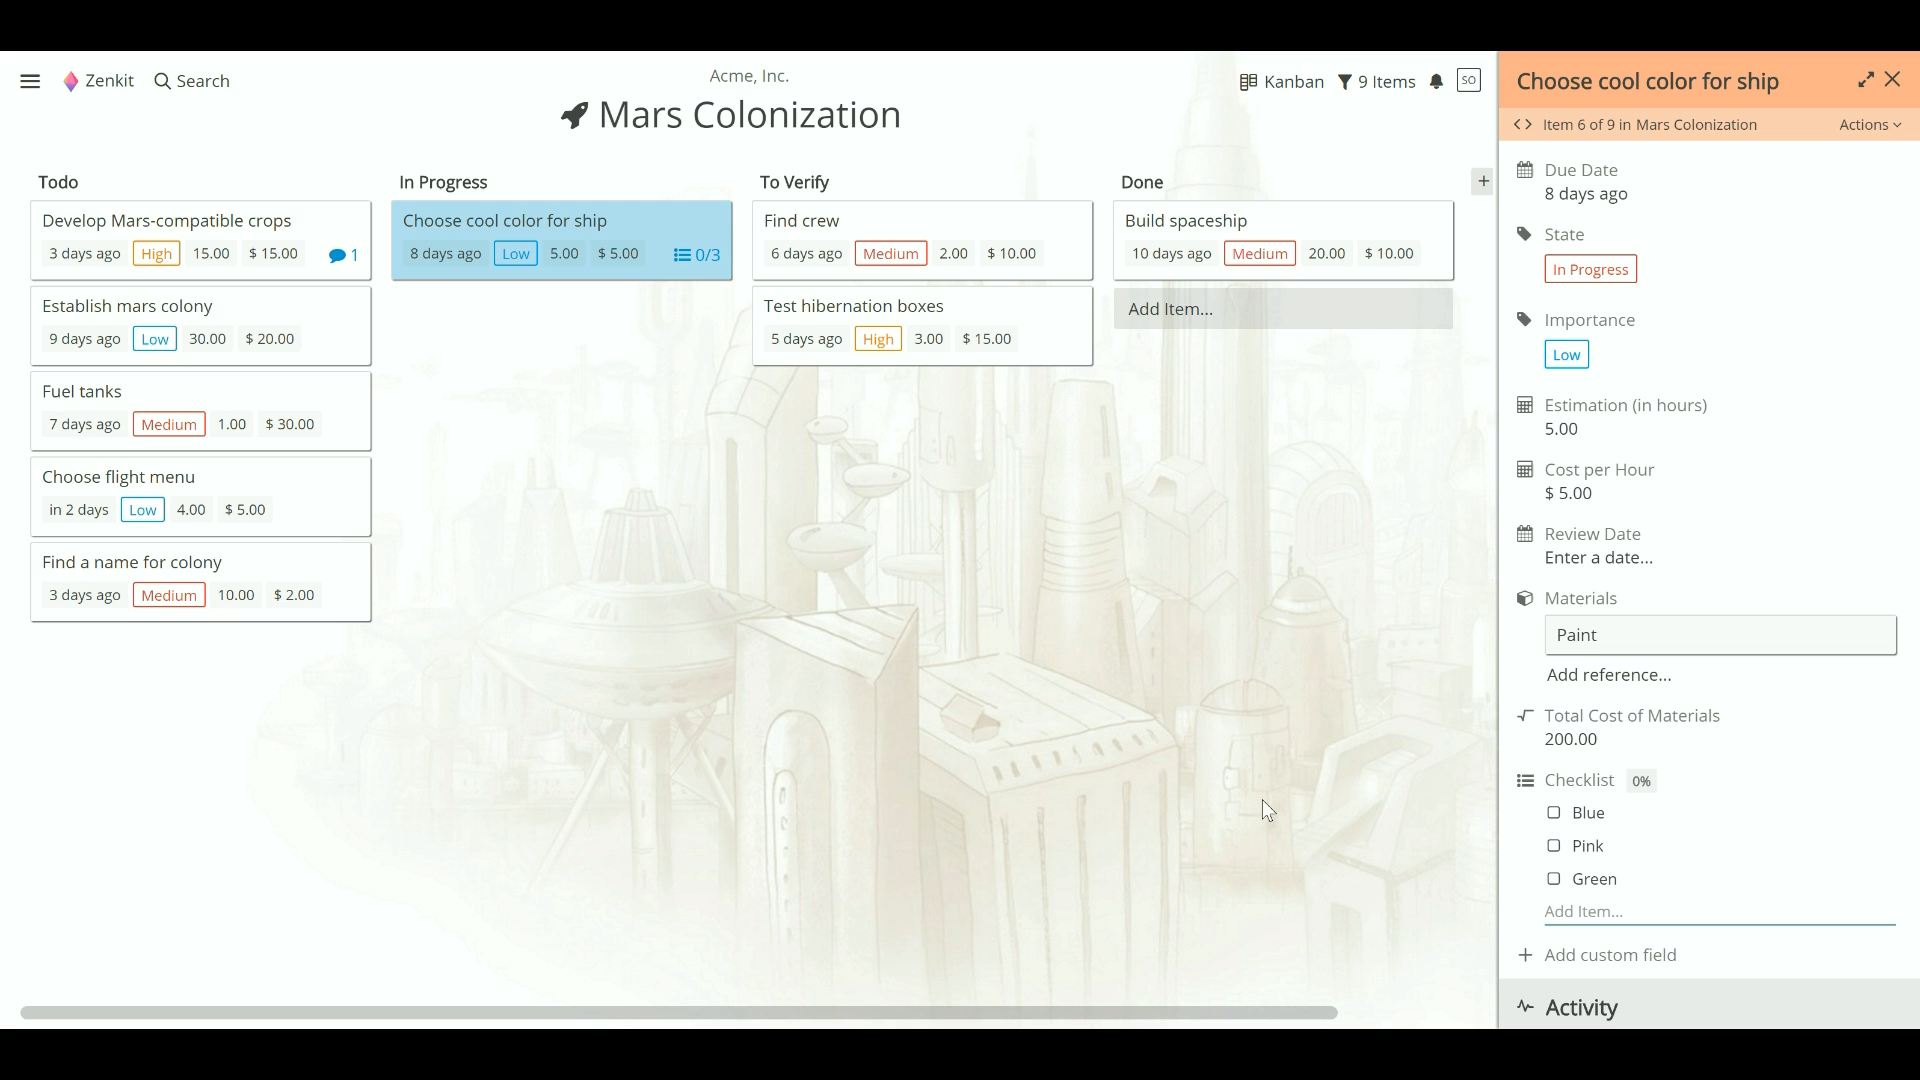 Zenkit
Search
Acme, Inc.
Mars Colonization
Kanban
9 Items
SO
Todo
Develop Mars-compatible crops
3 days ago High 15.00 $ 15.00 1
Establish mars colony
9 days ago Low 30.00 $ 20.00
Fuel tanks
7 days ago Medium 1.00 $ 30.00
Choose flight menu
in 2 days Low 4.00 $ 5.00
Find a name for colony
3 days ago Medium 10.00 $ 2.00
In Progress
Choose cool color for ship
8 days ago Low 5.00 $ 5.00 0/3
To Verify
Find crew
6 days ago Medium 2.00 $ 10.00
Test hibernation boxes
5 days ago High 3.00 $ 15.00
Done
+
Build spaceship
10 days ago Medium 20.00 $ 10.00
Add Item...
Choose cool color for ship
Item 6 of 9 in Mars Colonization
Actions
Due Date
8 days ago
State
In Progress
Importance
Low
Estimation (in hours)
5.00
Cost per Hour
$ 5.00
Review Date
Enter a date...
Materials
Paint
Add reference...
Total Cost of Materials
200.00
Checklist 0%
Blue
Pink
Green
Add Item...
+ Add custom field
Activity